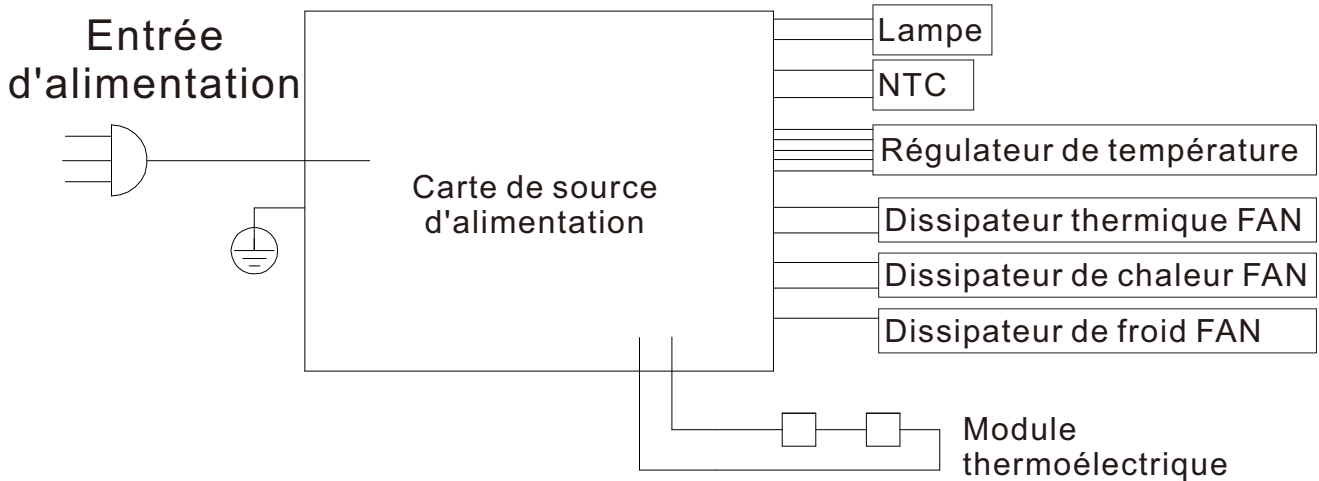 Entrée
d'alimentation
Carte de source
d'alimentation
Lampe
NTC
Régulateur de température
Dissipateur thermique FAN
Dissipateur de chaleur FAN
Dissipateur de froid FAN
Module
thermoélectrique